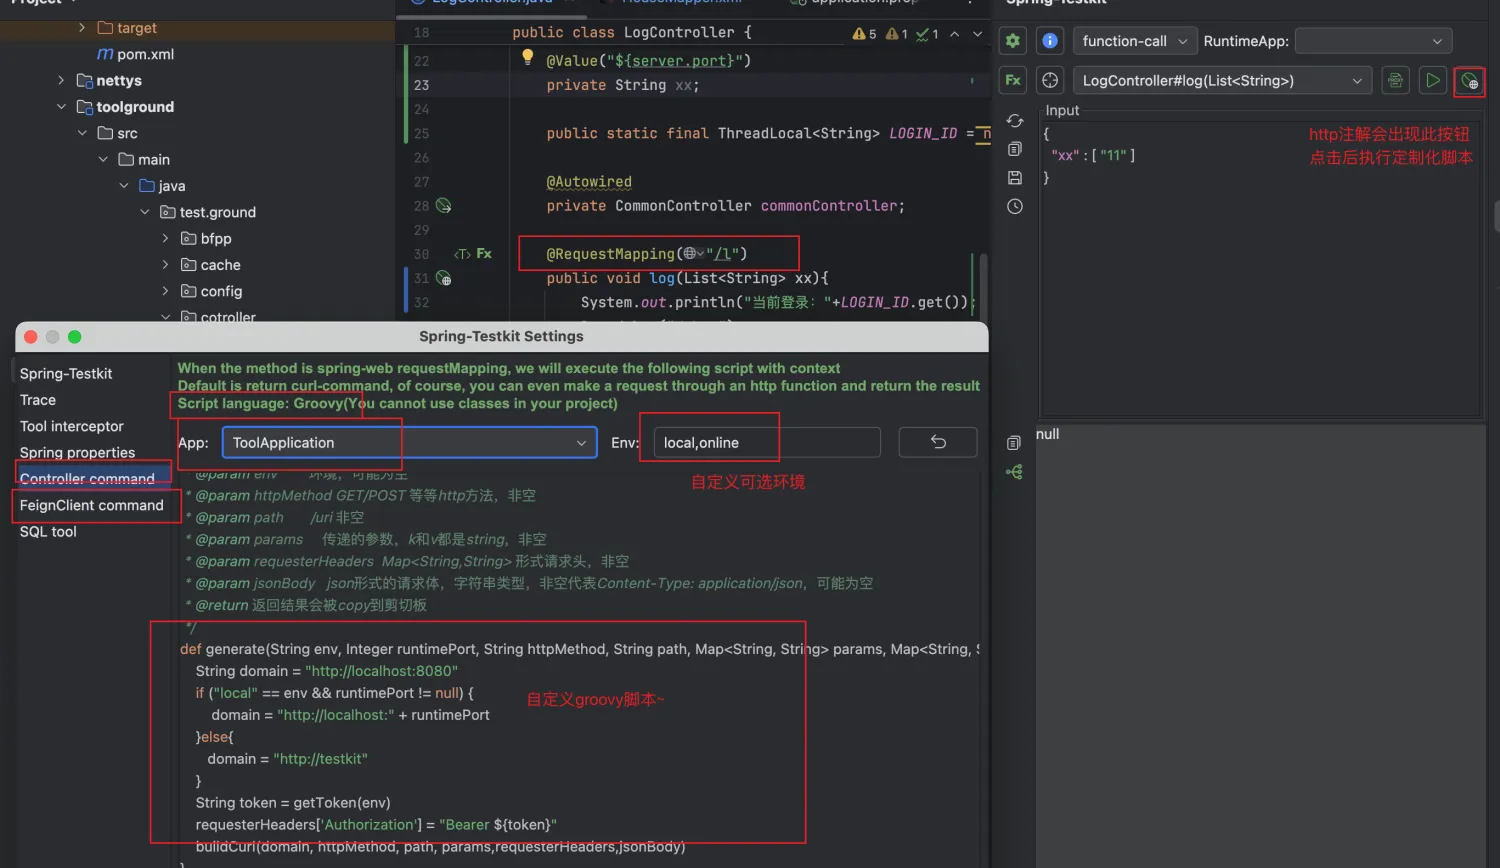 Project
LogController.java
HouseMapper.xml
application.prop
Spring-Testkit
target
pom.xml
nettys
toolground
src
main
java
test.ground
bfpp
cache
config
cotroller
18 public class LogController {
5 1 1
22 @Value("${server.port}")
23 private String xx;
24
25 public static final ThreadLocal<String> LOGIN_ID = n
26
27 @Autowired
28 private CommonController commonController;
29
30 <T> Fx @RequestMapping("/l")
31 public void log(List<String> xx){
32 System.out.println("当前登录："+LOGIN_ID.get());
function-call RuntimeApp:
Fx LogController#log(List<String>)
Input
{
"xx":["11"]
}
http注解会出现此按钮
点击后执行定制化脚本
null
Spring-Testkit Settings
Spring-Testkit
Trace
Tool interceptor
Spring properties
Controller command
FeignClient command
SQL tool
When the method is spring-web requestMapping, we will execute the following script with context
Default is return curl-command, of course, you can even make a request through an http function and return the result
Script language: Groovy(You cannot use classes in your project)
App: ToolApplication Env: local,online
自定义可选环境
* @param env 环境，可能为空
* @param httpMethod GET/POST 等等http方法，非空
* @param path /uri 非空
* @param params 传递的参数，k和v都是string，非空
* @param requesterHeaders Map<String,String> 形式请求头，非空
* @param jsonBody json形式的请求体，字符串类型，非空代表Content-Type: application/json，可能为空
* @return 返回结果会被copy到剪切板
*/
def generate(String env, Integer runtimePort, String httpMethod, String path, Map<String, String> params, Map<String, S
String domain = "http://localhost:8080"
if ("local" == env && runtimePort != null) {
自定义groovy脚本~
domain = "http://localhost:" + runtimePort
}else{
domain = "http://testkit"
}
String token = getToken(env)
requesterHeaders['Authorization'] = "Bearer ${token}"
buildCurl(domain, httpMethod, path, params,requesterHeaders,jsonBody)
}